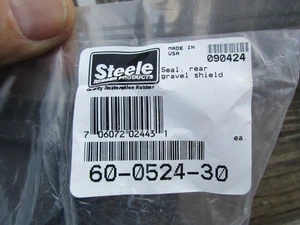 Steele
PRODUCTS
Quality Restoration Rubber
MADE IN
USA
090424
Seal, rear
gravel shield
7 06072 02443 1
ea.
60-0524-30